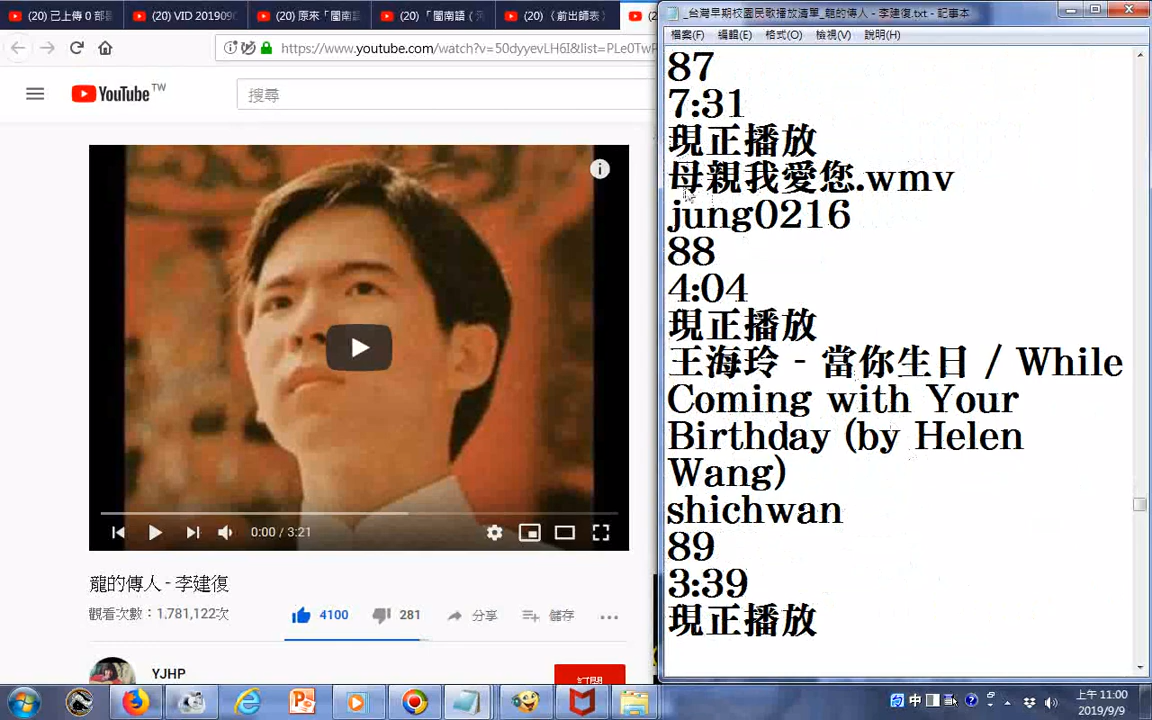 (20) 已上傳 0 部影
(20) VID 2019090
(20) 原來「閩南語
(20) 「閩南語 (
(20) 〈前出師表〉
_台灣早期校園民歌播放清單_龍的傳人 - 李建復.txt - 記事本
檔案(F) 編輯(E) 格式(O) 檢視(V) 說明(H)
https://www.youtube.com/watch?v=50dyyevLH6I&list=PLe0TwP
YouTube TW
搜尋
0:00 / 3:21
龍的傳人 - 李建復
觀看次數：1,781,122次
4100
281
分享
儲存
YJHP
訂閱
87
7:31
現正播放
母親我愛您.wmv
jung0216
88
4:04
現正播放
王海玲 - 當你生日 / While
Coming with Your
Birthday (by Helen
Wang)
shichwan
89
3:39
現正播放
中
上午 11:00
2019/9/9